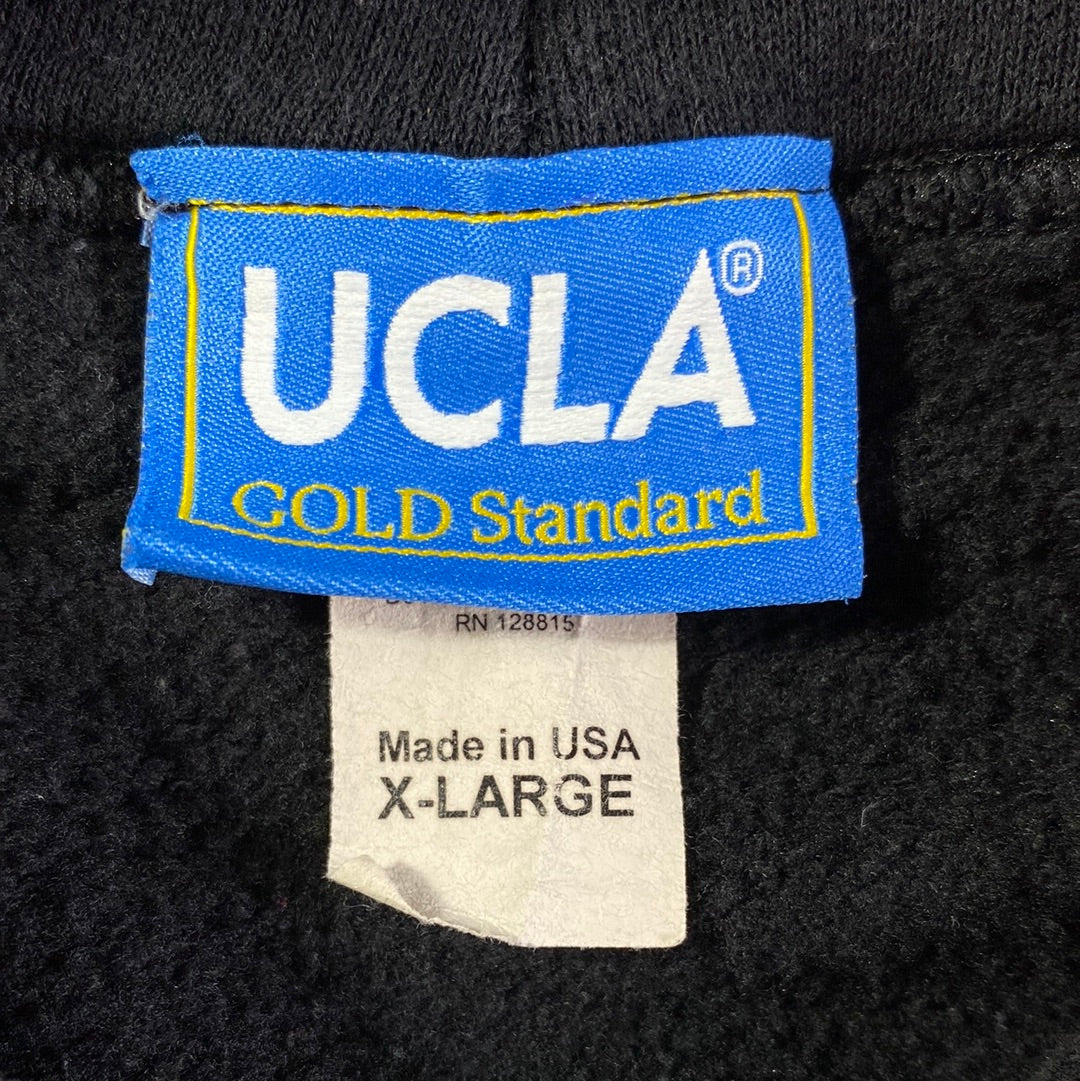 UCLA®
GOLD Standard
RN 128815
Made in USA
X-LARGE